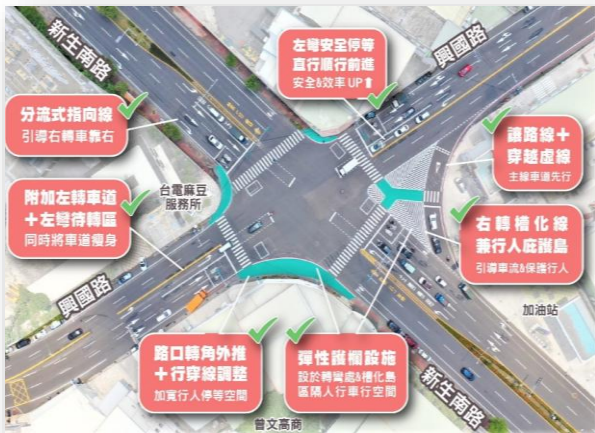 新生南路
左彎安全停等
直行順行前進
安全&效率UP⬆
興國路
分流式指向線
引導右轉車靠右
讓路線＋
穿越虛線
主線車道先行
附加左轉車道
＋左彎待轉區
同時將車道瘦身
台電麻豆
服務所
右轉槽化線
兼行人庇護島
引導車流&保護行人
興國路
加油站
路口轉角外推
＋行穿線調整
加寬行人停等空間
彈性護欄設施
設於轉彎處&槽化島
區隔人行車行空間
新生南路
曾文高商